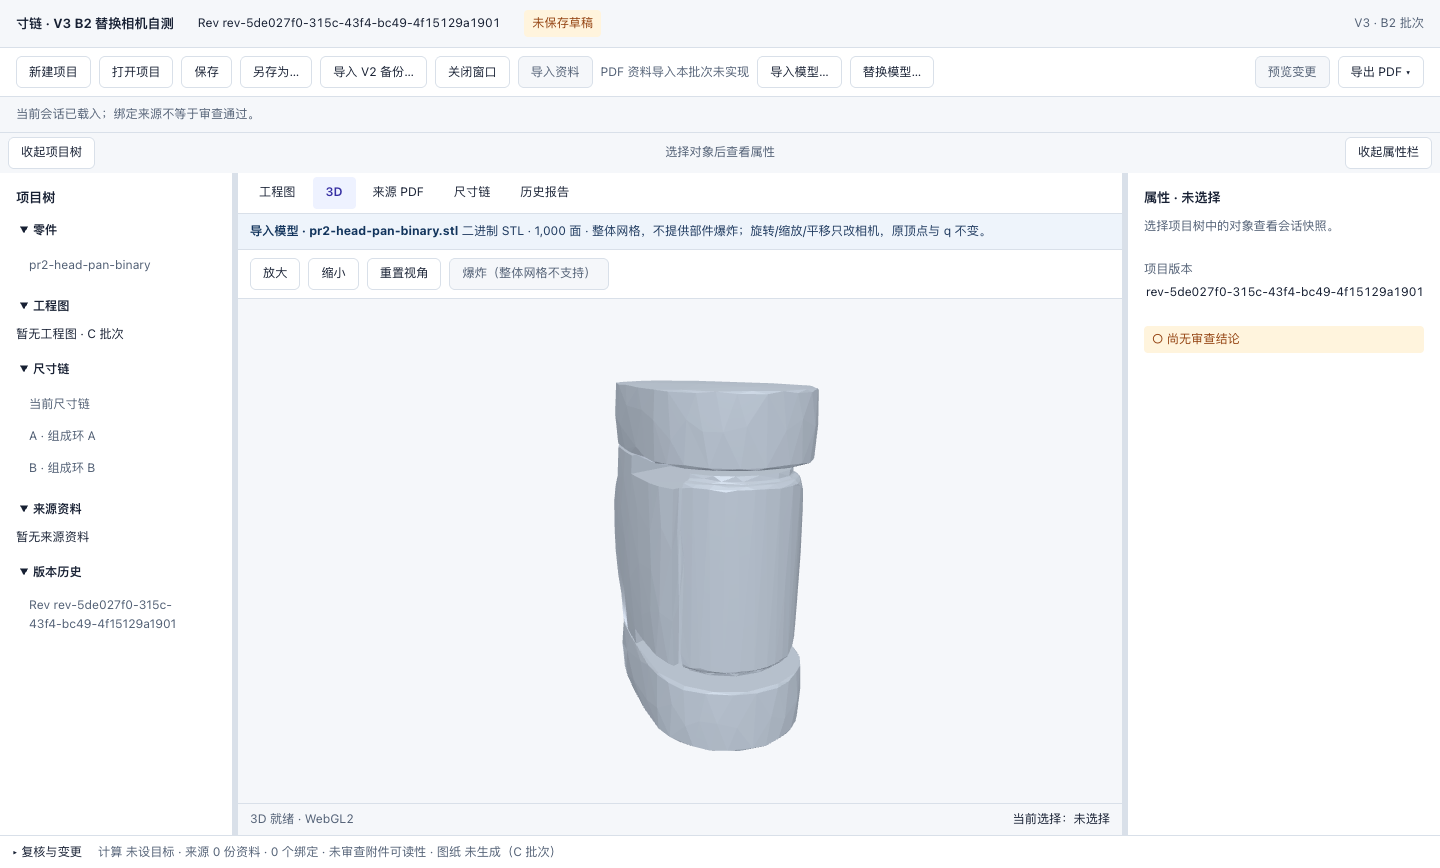 寸链 · V3 B2 替换相机自测 Rev rev-5de027f0-315c-43f4-bc49-4f15129a1901 未保存草稿 V3 · B2 批次
新建项目 打开项目 保存 另存为... 导入 V2 备份... 关闭窗口 导入资料 PDF 资料导入本批次未实现 导入模型... 替换模型... 预览变更 导出 PDF ▾
当前会话已载入；绑定来源不等于审查通过。
收起项目树 选择对象后查看属性 收起属性栏
项目树
▼ 零件
pr2-head-pan-binary
▼ 工程图
暂无工程图 · C 批次
▼ 尺寸链
当前尺寸链
A · 组成环 A
B · 组成环 B
▼ 来源资料
暂无来源资料
▼ 版本历史
Rev rev-5de027f0-315c-
43f4-bc49-4f15129a1901
工程图 3D 来源 PDF 尺寸链 历史报告
导入模型 · pr2-head-pan-binary.stl 二进制 STL · 1,000 面 · 整体网格，不提供部件爆炸；旋转/缩放/平移只改相机，原顶点与 q 不变。
放大 缩小 重置视角 爆炸（整体网格不支持）
3D 就绪 · WebGL2 当前选择：未选择
属性 · 未选择
选择项目树中的对象查看会话快照。
项目版本
rev-5de027f0-315c-43f4-bc49-4f15129a1901
○ 尚无审查结论
▸ 复核与变更 计算 未设目标 · 来源 0 份资料 · 0 个绑定 · 未审查附件可读性 · 图纸 未生成（C 批次）